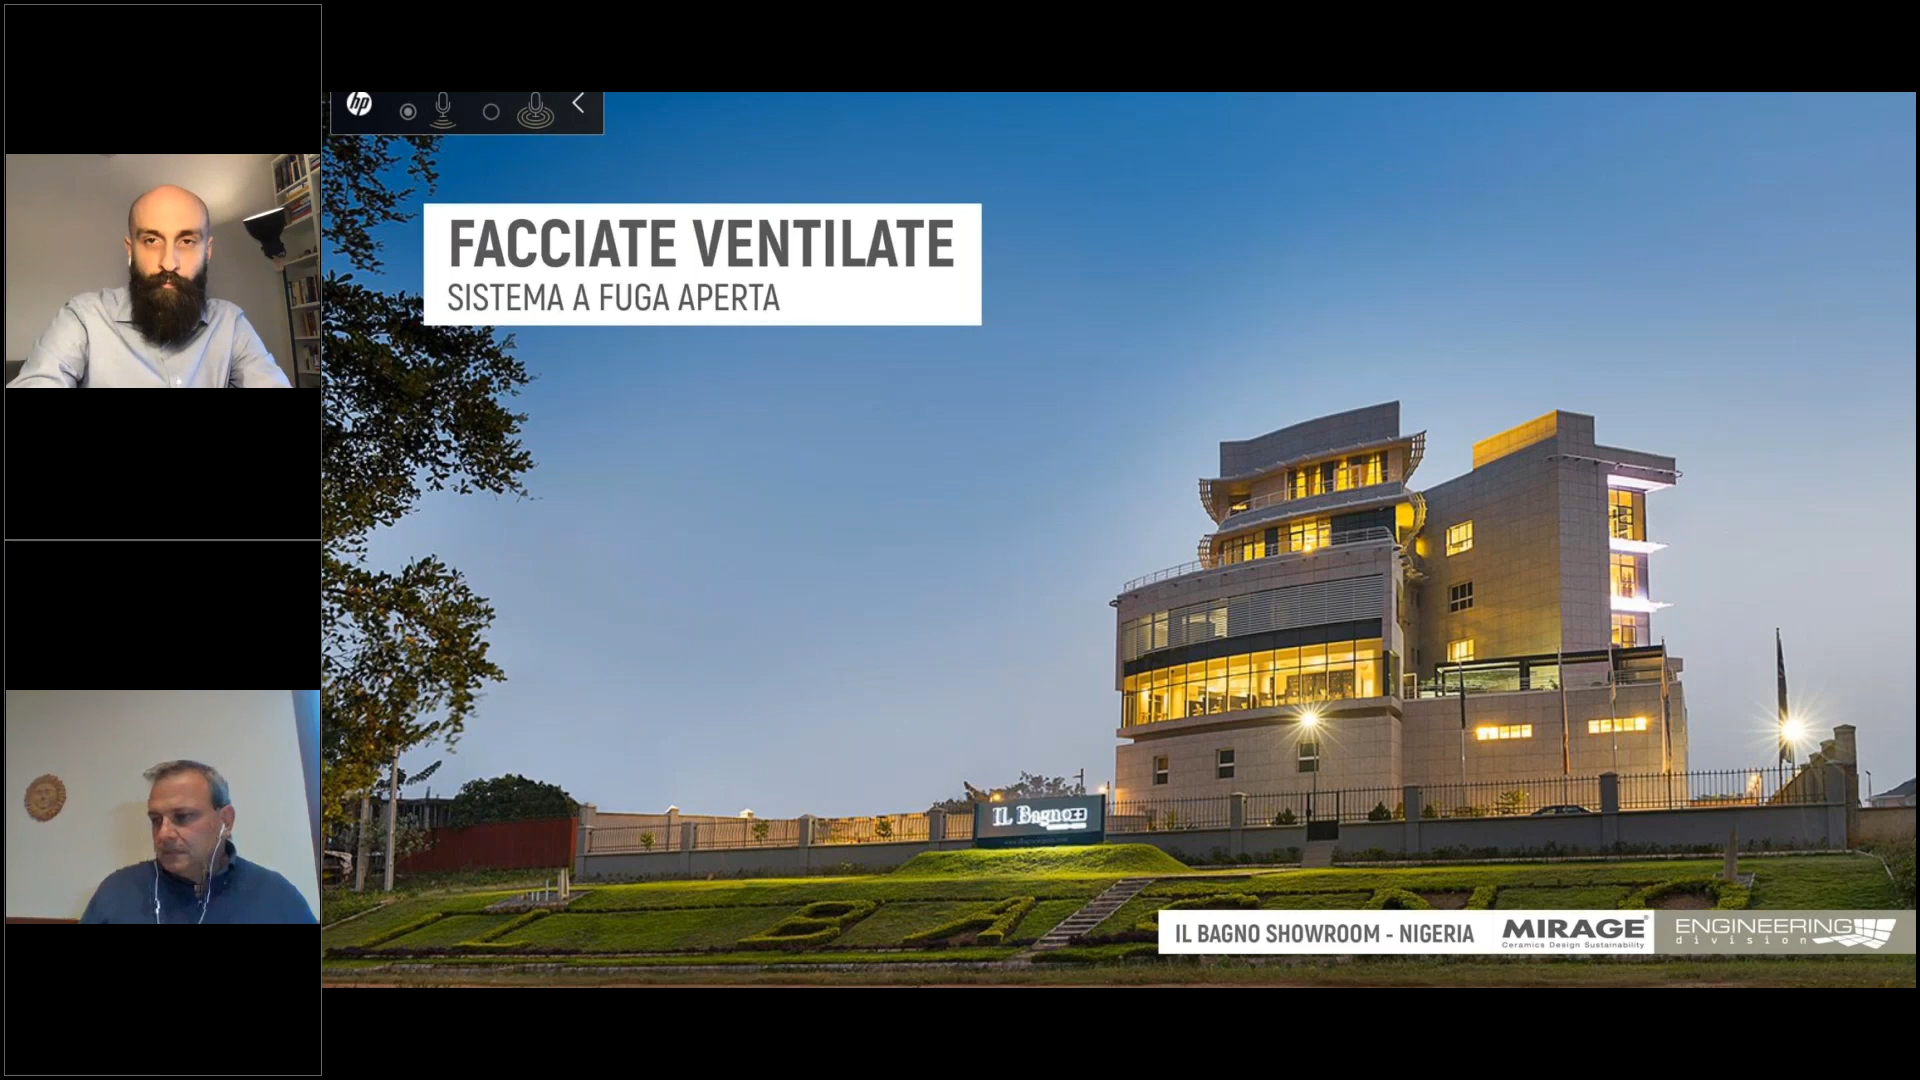 hp
FACCIATE VENTILATE
SISTEMA A FUGA APERTA
IL Bagno
IL BAGNO SHOWROOM - NIGERIA
MIRAGE®
Ceramics Design Sustainability
ENGINEERING
division